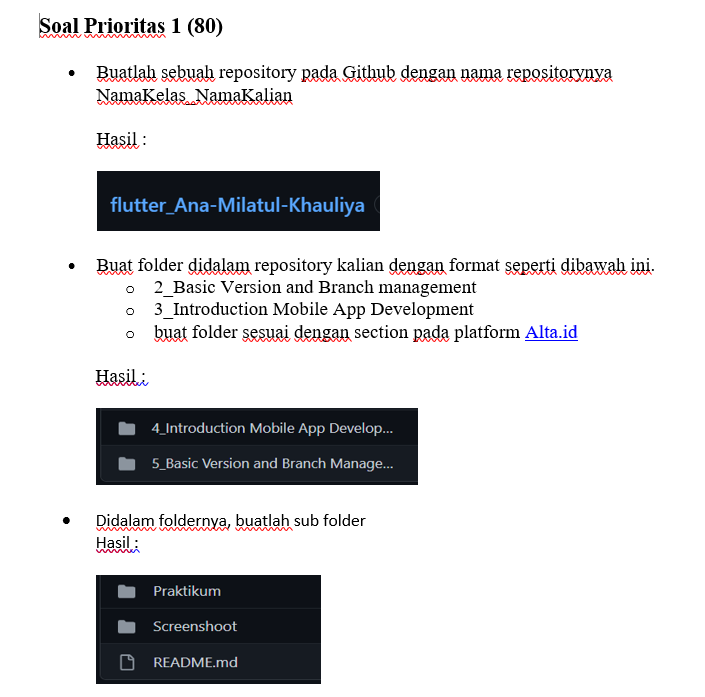 Soal Prioritas 1 (80)
• Buatlah sebuah repository pada Github dengan nama repositorynya
NamaKelas_NamaKalian
Hasil :
flutter_Ana-Milatul-Khauliya
• Buat folder didalam repository kalian dengan format seperti dibawah ini.
o 2_Basic Version and Branch management
o 3_Introduction Mobile App Development
o buat folder sesuai dengan section pada platform Alta.id
Hasil :
4_Introduction Mobile App Develop...
5_Basic Version and Branch Manage...
• Didalam foldernya, buatlah sub folder
Hasil :
Praktikum
Screenshoot
README.md